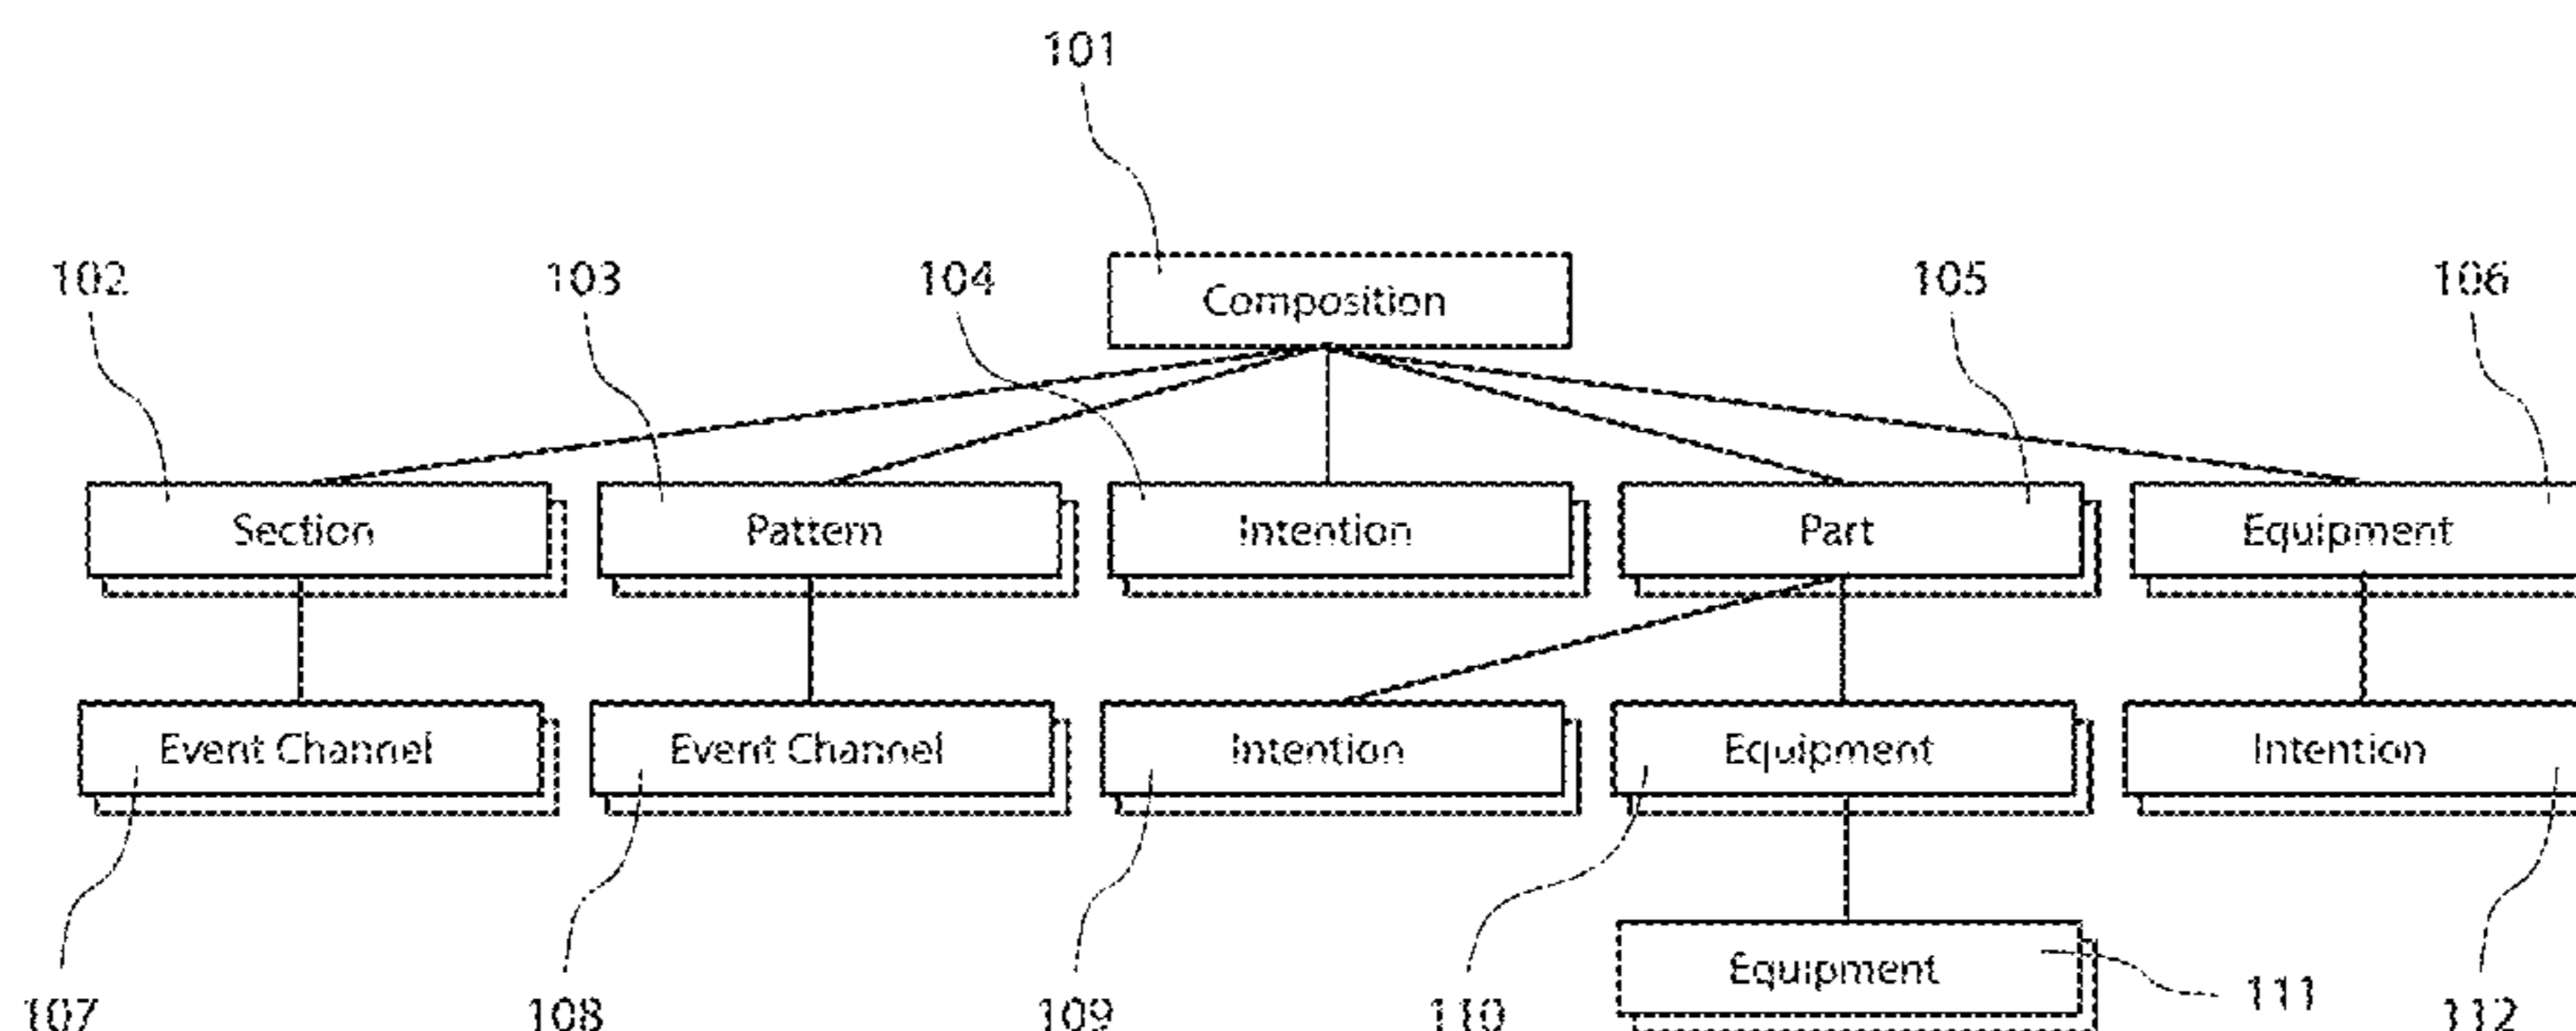 101
102 103 104 Composition 105 106
Section Pattern Intention Part Equipment
Event Channel Event Channel Intention Equipment Intention
Equipment
107 108 109 110 111 112